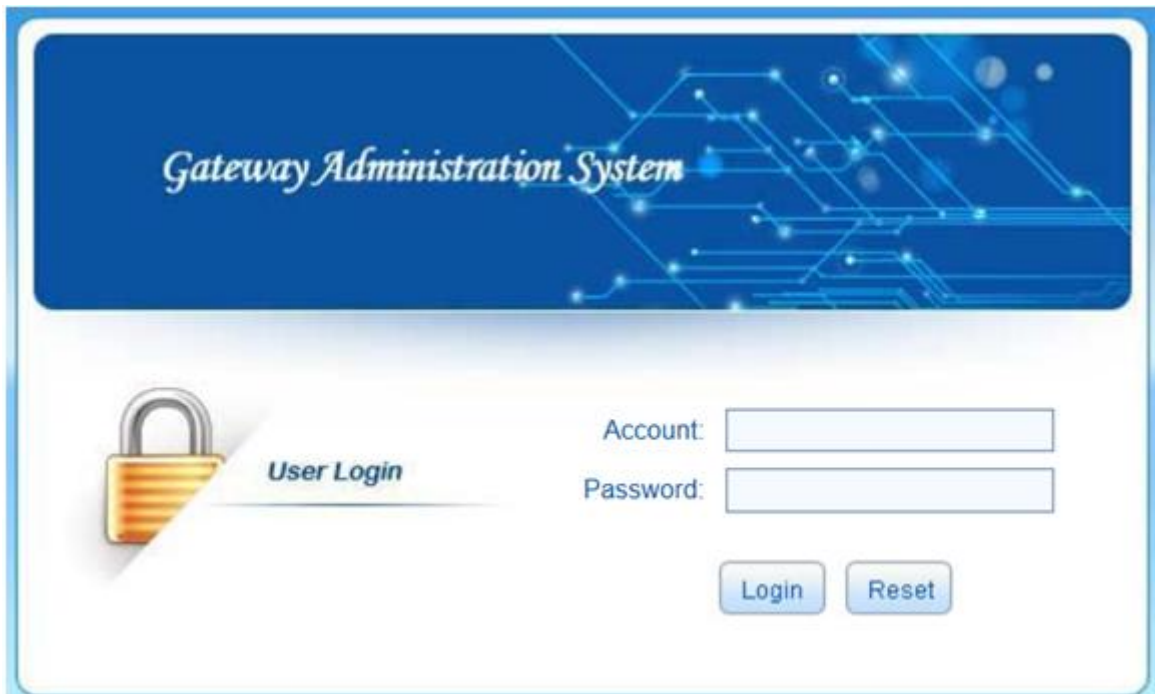 Gateway Administration System
User Login
Account:
Password:
Login
Reset